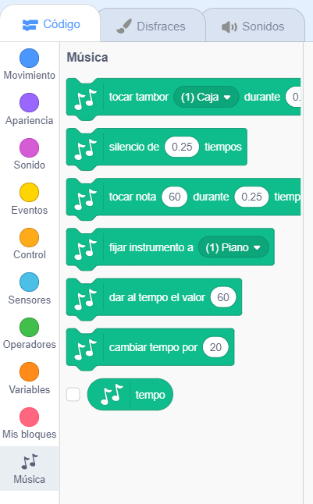 Código
Disfraces
Sonidos
Movimiento
Apariencia
Sonido
Eventos
Control
Sensores
Operadores
Variables
Mis bloques
Música
Música
tocar tambor (1) Caja durante 0.
silencio de 0.25 tiempos
tocar nota 60 durante 0.25 tiemp
fijar instrumento a (1) Piano
dar al tempo el valor 60
cambiar tempo por 20
tempo